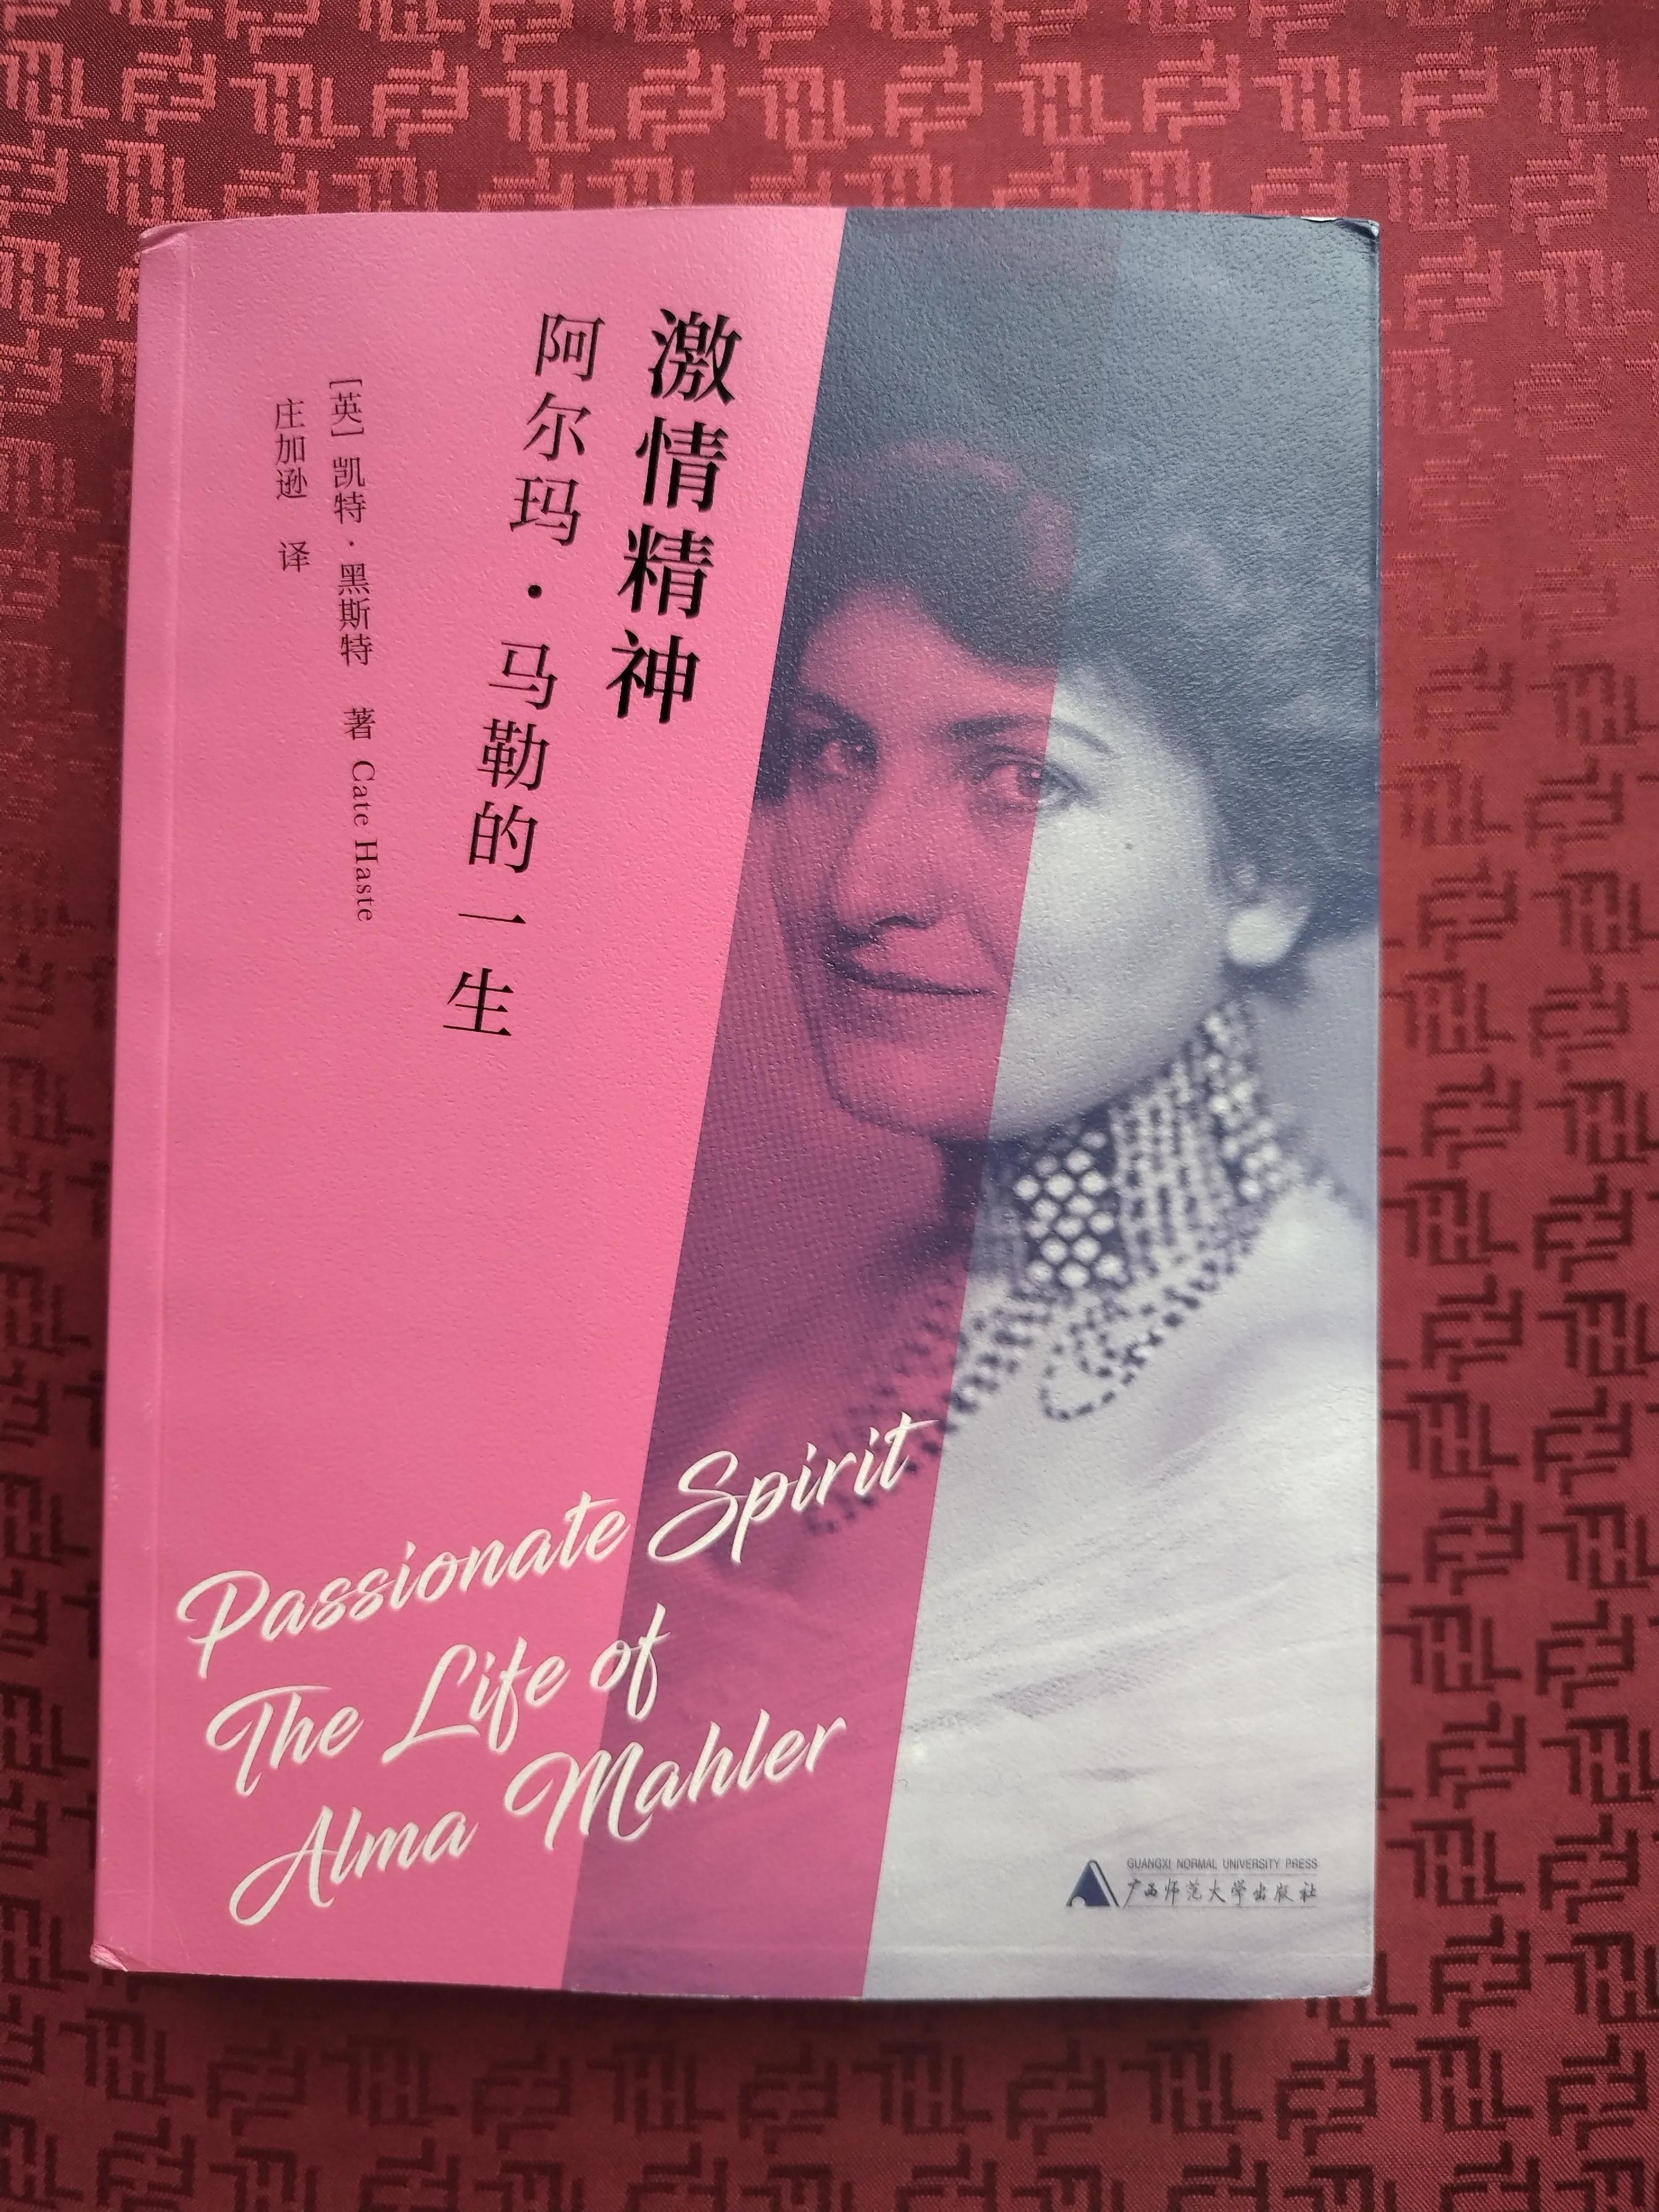 激情精神
阿尔玛·马勒的一生
[英] 凯特·黑斯特 著 Cate Haste
庄加逊 译
Passionate Spirit
The Life of
Alma Mahler
GUANGXI NORMAL UNIVERSITY PRESS
广西师范大学出版社